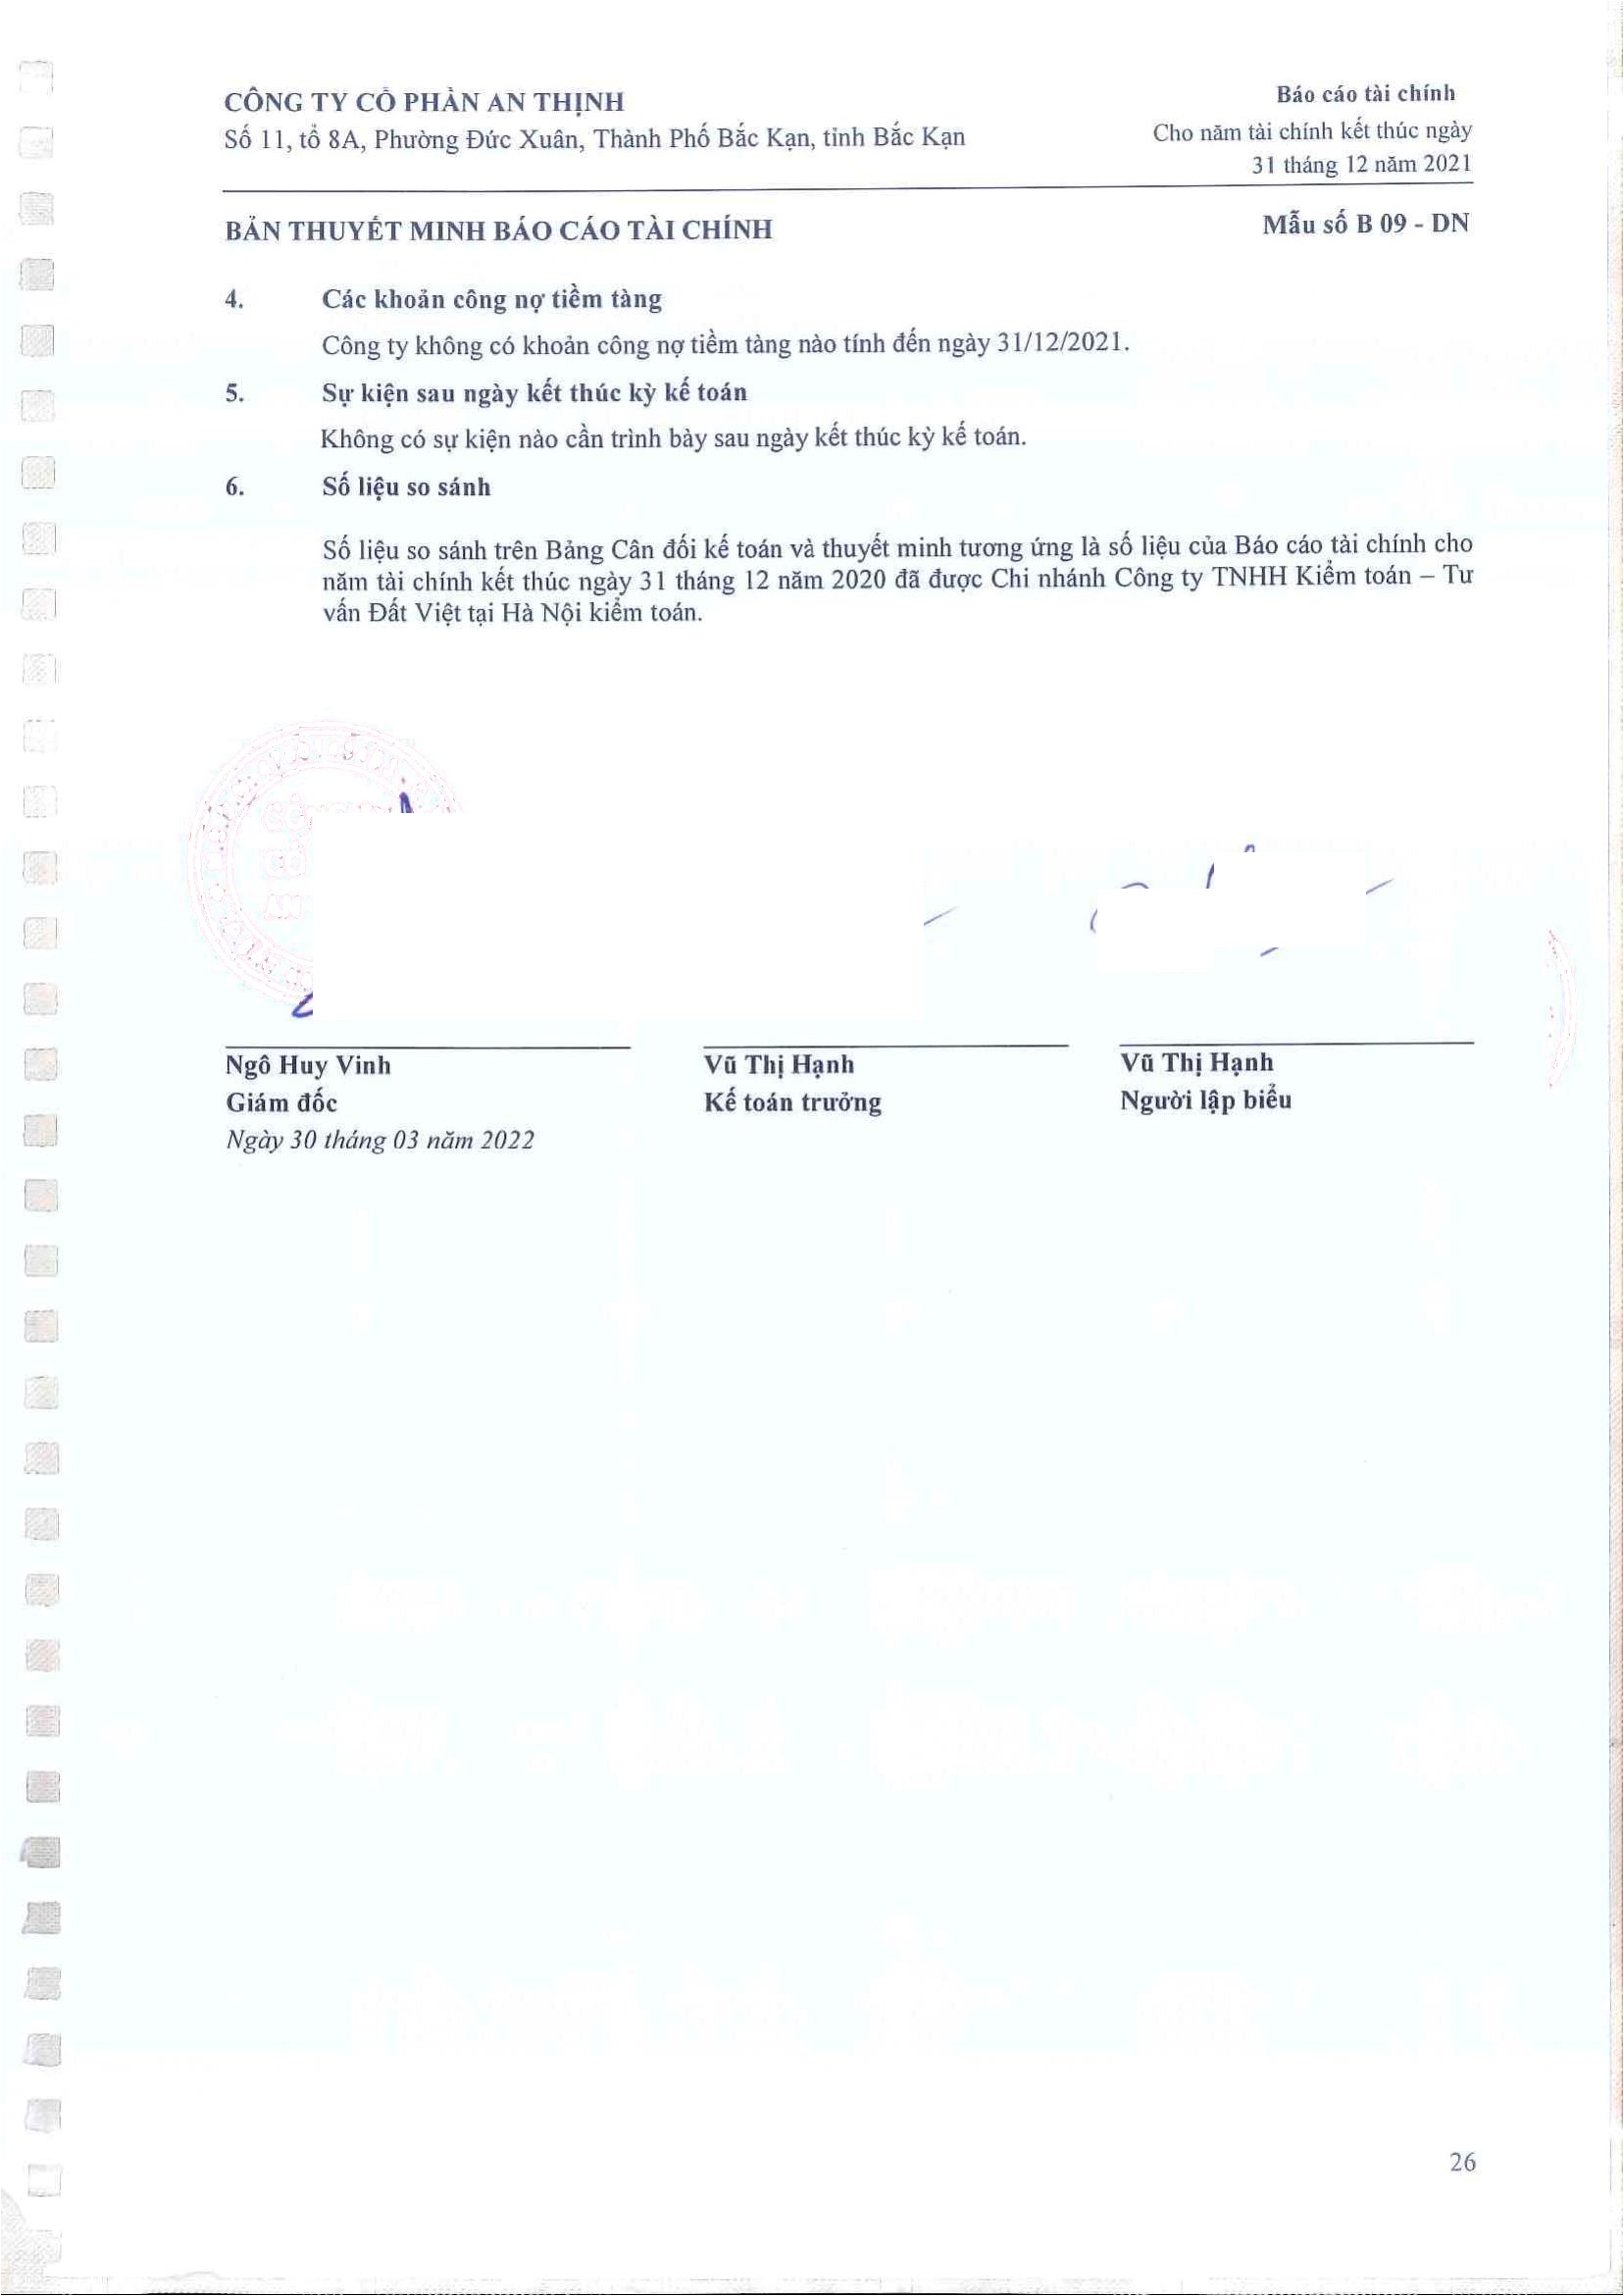 CÔNG TY CỔ PHẦN AN THỊNH
Báo cáo tài chính
Số 11, tổ 8A, Phường Đức Xuân, Thành Phố Bắc Kạn, tỉnh Bắc Kạn
Cho năm tài chính kết thúc ngày
31 tháng 12 năm 2021
BẢN THUYẾT MINH BÁO CÁO TÀI CHÍNH
Mẫu số B 09 - DN
4. Các khoản công nợ tiềm tàng
Công ty không có khoản công nợ tiềm tàng nào tính đến ngày 31/12/2021.
5. Sự kiện sau ngày kết thúc kỳ kế toán
Không có sự kiện nào cần trình bày sau ngày kết thúc kỳ kế toán.
6. Số liệu so sánh
Số liệu so sánh trên Bảng Cân đối kế toán và thuyết minh tương ứng là số liệu của Báo cáo tài chính cho
năm tài chính kết thúc ngày 31 tháng 12 năm 2020 đã được Chi nhánh Công ty TNHH Kiểm toán – Tư
vấn Đất Việt tại Hà Nội kiểm toán.
Ngô Huy Vinh
Giám đốc
Ngày 30 tháng 03 năm 2022
Vũ Thị Hạnh
Kế toán trưởng
Vũ Thị Hạnh
Người lập biểu
26